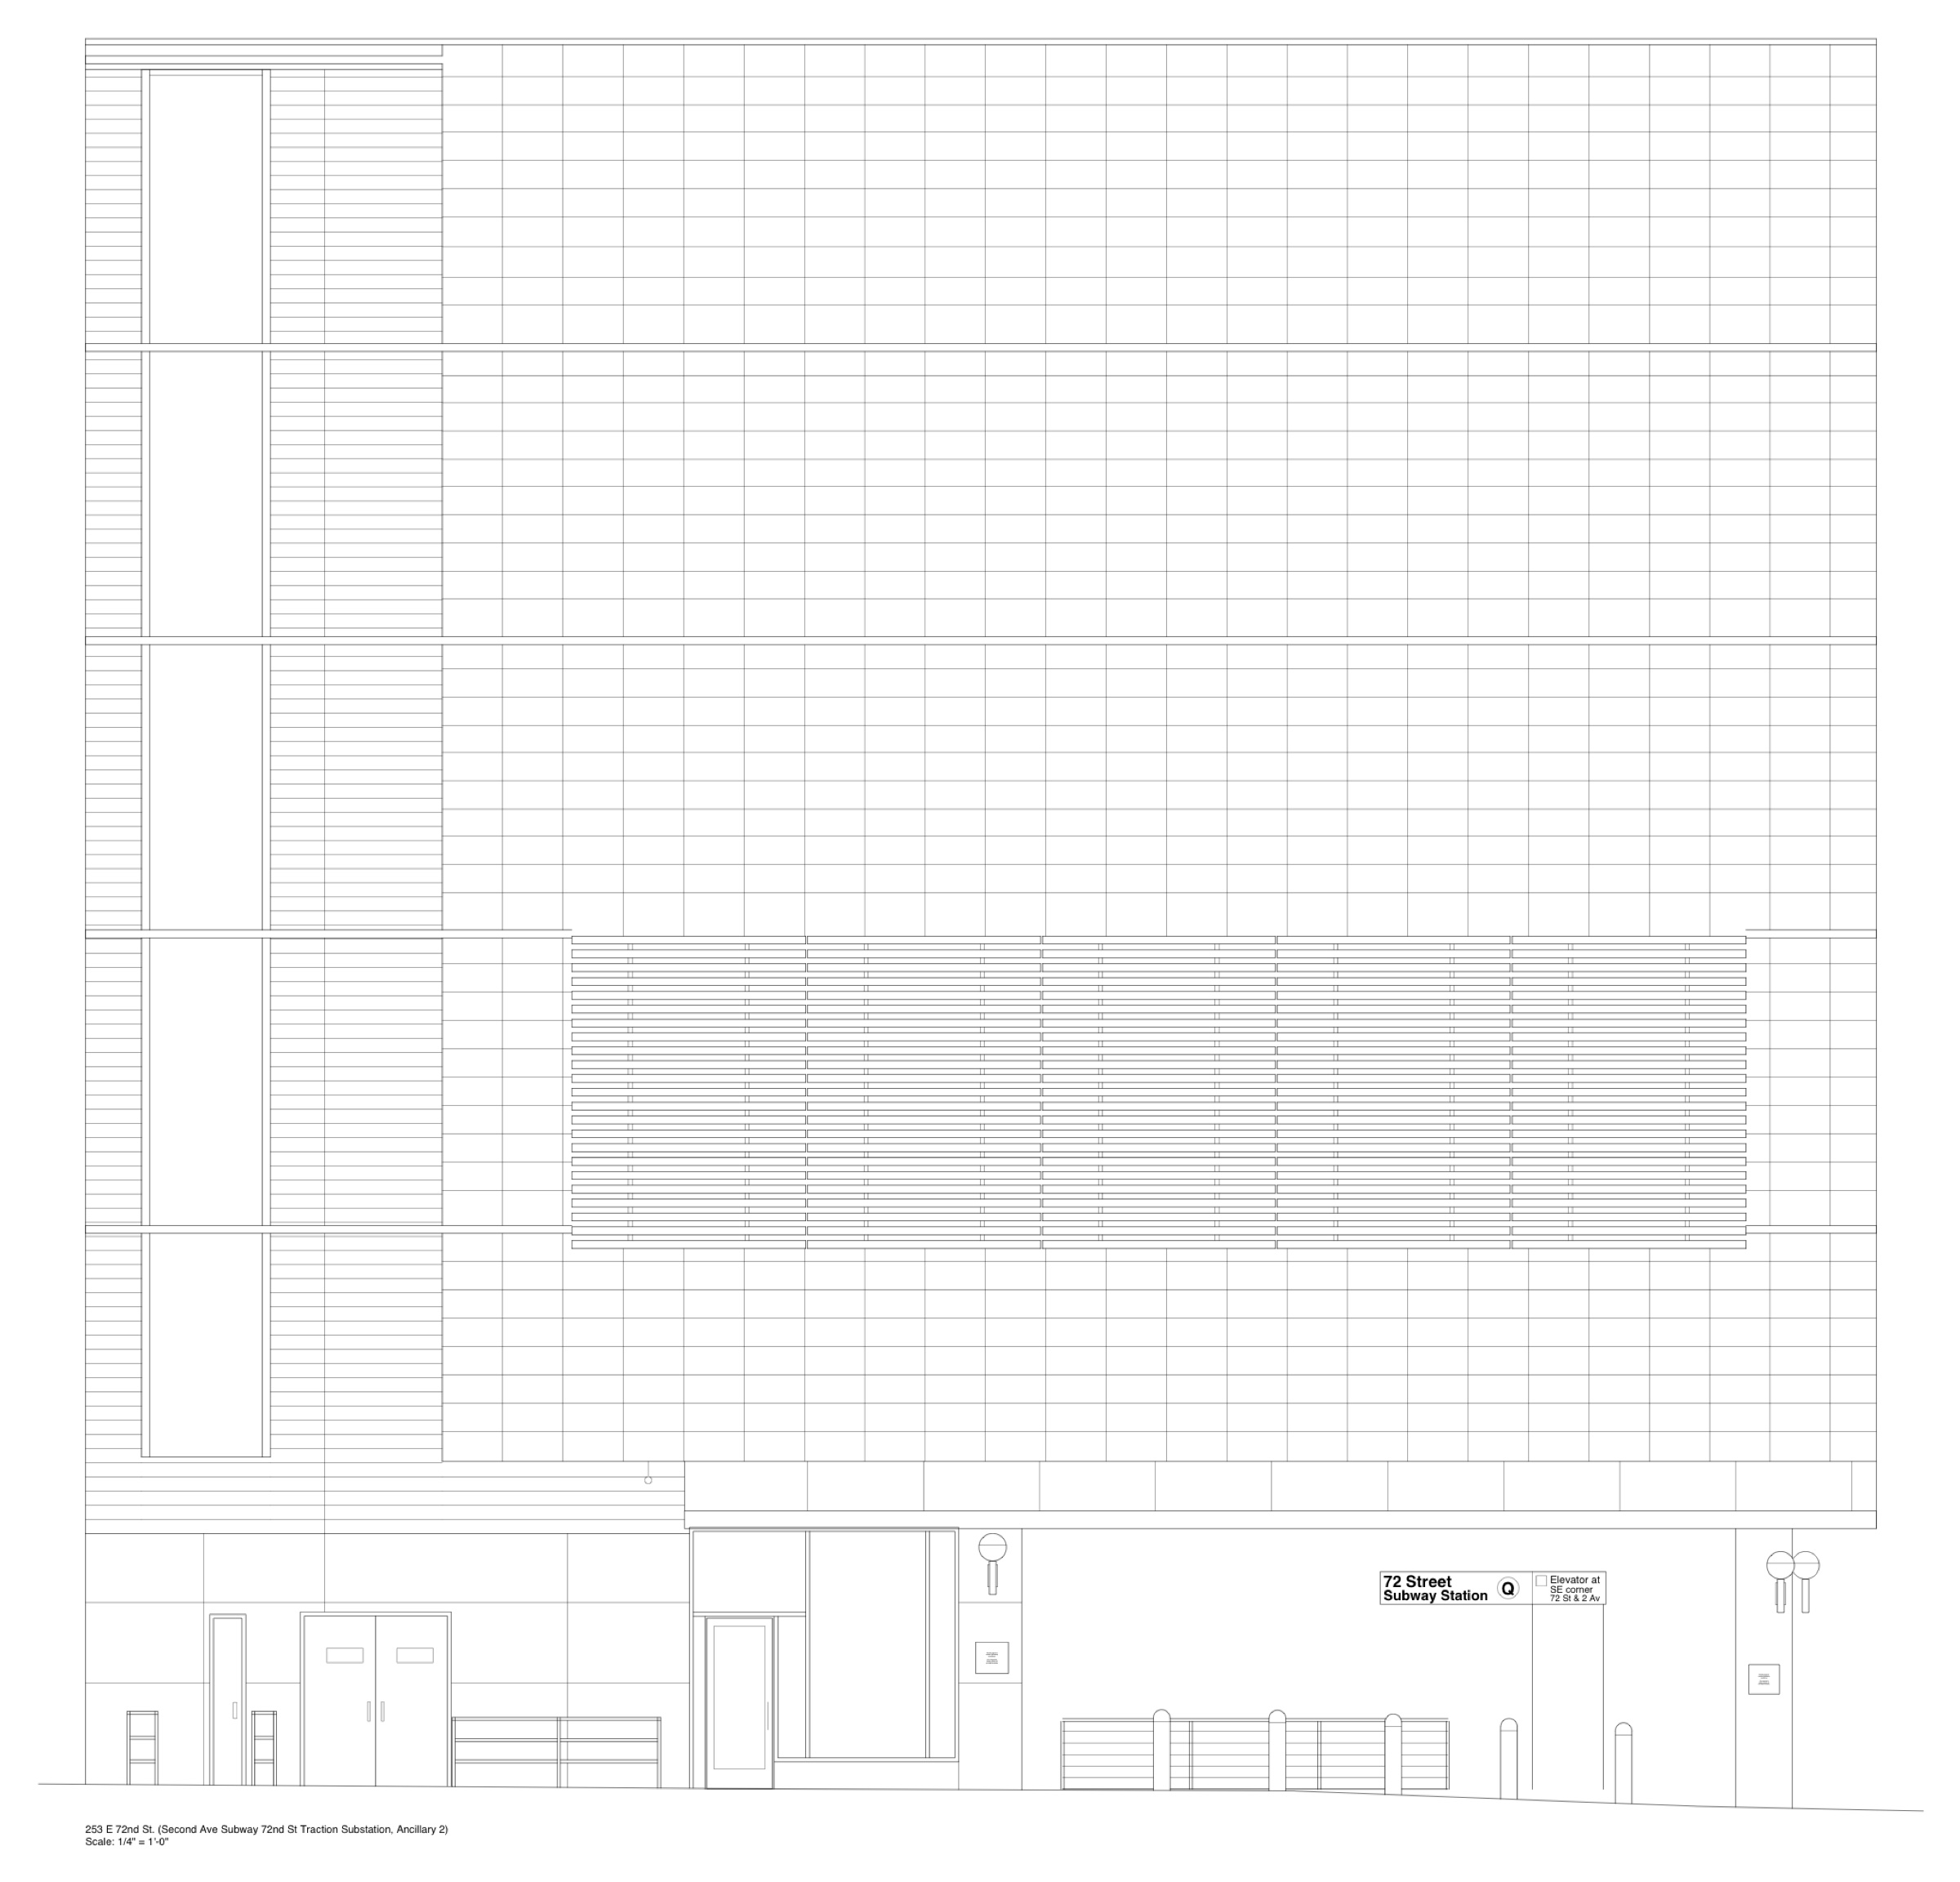 72 Street
Subway Station
Q
Elevator at
SE corner
72 St & 2 Av
253 E 72nd St. (Second Ave Subway 72nd St Traction Substation, Ancillary 2)
Scale: 1/4" = 1'-0"